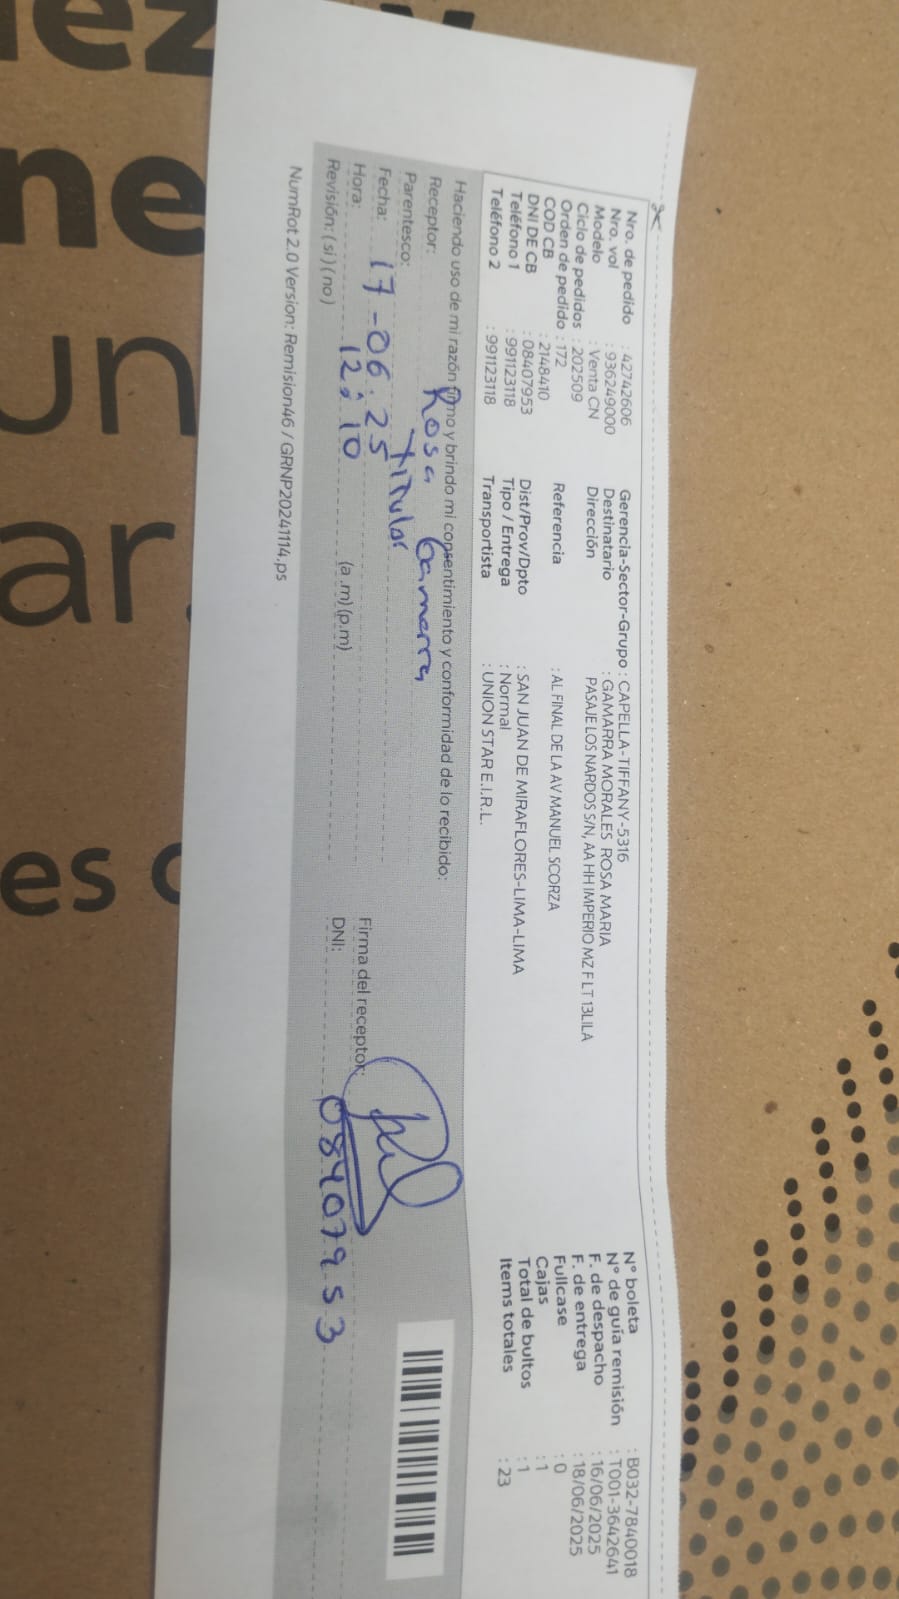 Nro. de pedido : 42742606
Nro. vol : 936249000
Modelo : Venta CN
Ciclo de pedidos : 202509
Orden de pedido : 172
COD CB : 2148410
DNI DE CB : 08407953
Teléfono 1 : 991123118
Teléfono 2 : 991123118
Gerencia-Sector-Grupo : CAPELLA-TIFFANY-5316
Destinatario : GAMARRA MORALES ROSA MARIA
Dirección PASAJE LOS NARDOS S/N, AA HH IMPERIO MZ F LT 13LILA
Referencia : AL FINAL DE LA AV MANUEL SCORZA
Dist/Prov/Dpto : SAN JUAN DE MIRAFLORES-LIMA-LIMA
Tipo / Entrega : Normal
Transportista : UNION STAR E.I.R.L.
N° boleta : B032-7840018
N° de guía remisión : T001-3642641
F. de despacho : 16/06/2025
F. de entrega : 18/06/2025
Fullcase : 0
Cajas : 1
Total de bultos : 1
Items totales : 23
Haciendo uso de mi razón firmo y brindo mi consentimiento y conformidad de lo recibido:
Receptor: Rosa Gamarra
Parentesco: Titular
Fecha: 17-06:25
Hora: 12:10 (a.m)(p.m)
Revisión: ( si ) ( no )
Firma del receptor:
DNI: 08407953
NumRot 2.0 Version: Remision46 / GRNP20241114.ps
ne
un
ar.
es